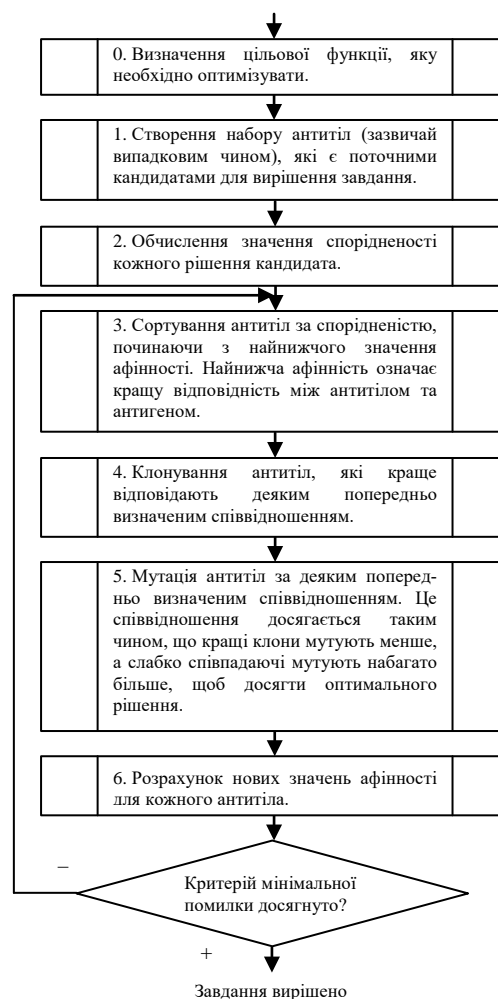 0. Визначення цільової функції, яку
необхідно оптимізувати.
1. Створення набору антитіл (зазвичай
випадковим чином), які є поточними
кандидатами для вирішення завдання.
2. Обчислення значення спорідненості
кожного рішення кандидата.
3. Сортування антитіл за спорідненістю,
починаючи з найнижчого значення
афінності. Найнижча афінність означає
кращу відповідність між антитілом та
антигеном.
4. Клонування антитіл, які краще
відповідають деяким попередньо
визначеним співвідношенням.
5. Мутація антитіл за деяким поперед-
ньо визначеним співвідношенням. Це
співвідношення досягається таким
чином, що кращі клони мутують менше,
а слабко співпадаючі мутують набагато
більше, щоб досягти оптимального
рішення.
6. Розрахунок нових значень афінності
для кожного антитіла.
–
Критерій мінімальної
помилки досягнуто?
+
Завдання вирішено